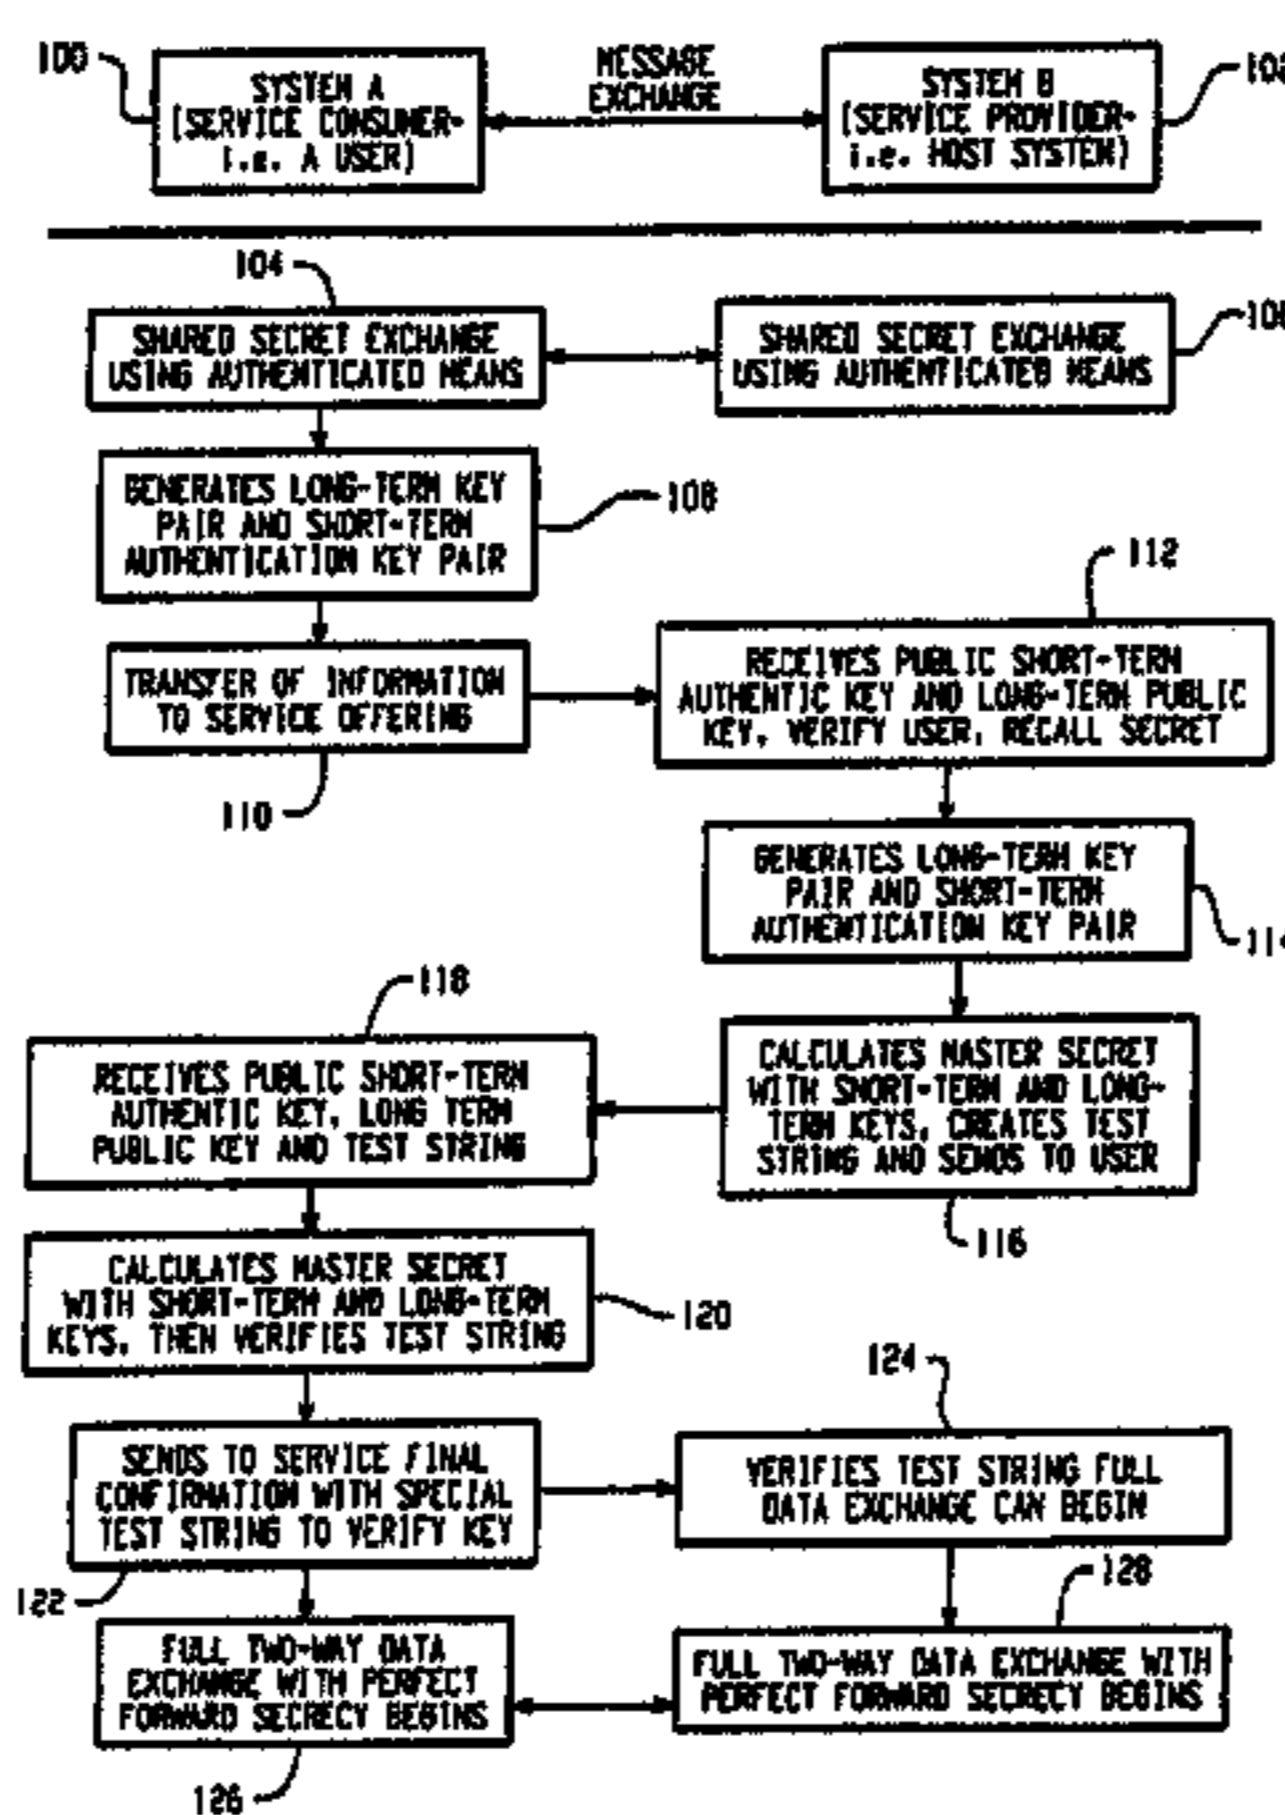 100
SYSTEM A
(SERVICE CONSUMER-
i.e. A USER)
MESSAGE
EXCHANGE
SYSTEM B
(SERVICE PROVIDER-
i.e. HOST SYSTEM)
104
SHARED SECRET EXCHANGE
USING AUTHENTICATED MEANS
SHARED SECRET EXCHANGE
USING AUTHENTICATED MEANS
GENERATES LONG-TERM KEY
PAIR AND SHORT-TERM
AUTHENTICATION KEY PAIR
108
TRANSFER OF INFORMATION
TO SERVICE OFFERING
110
112
RECEIVES PUBLIC SHORT-TERM
AUTHENTIC KEY AND LONG-TERM PUBLIC
KEY, VERIFY USER, RECALL SECRET
GENERATES LONG-TERM KEY
PAIR AND SHORT-TERM
AUTHENTICATION KEY PAIR
114
CALCULATES MASTER SECRET
WITH SHORT-TERM AND LONG-
TERM KEYS, CREATES TEST
STRING AND SENDS TO USER
116
118
RECEIVES PUBLIC SHORT-TERM
AUTHENTIC KEY, LONG TERM
PUBLIC KEY AND TEST STRING
CALCULATES MASTER SECRET
WITH SHORT-TERM AND LONG-TERM
KEYS, THEN VERIFIES TEST STRING
120
SENDS TO SERVICE FINAL
CONFIRMATION WITH SPECIAL
TEST STRING TO VERIFY KEY
122
124
VERIFIES TEST STRING FULL
DATA EXCHANGE CAN BEGIN
FULL TWO-WAY DATA
EXCHANGE WITH PERFECT
FORWARD SECRECY BEGINS
126
128
FULL TWO-WAY DATA EXCHANGE WITH
PERFECT FORWARD SECRECY BEGINS